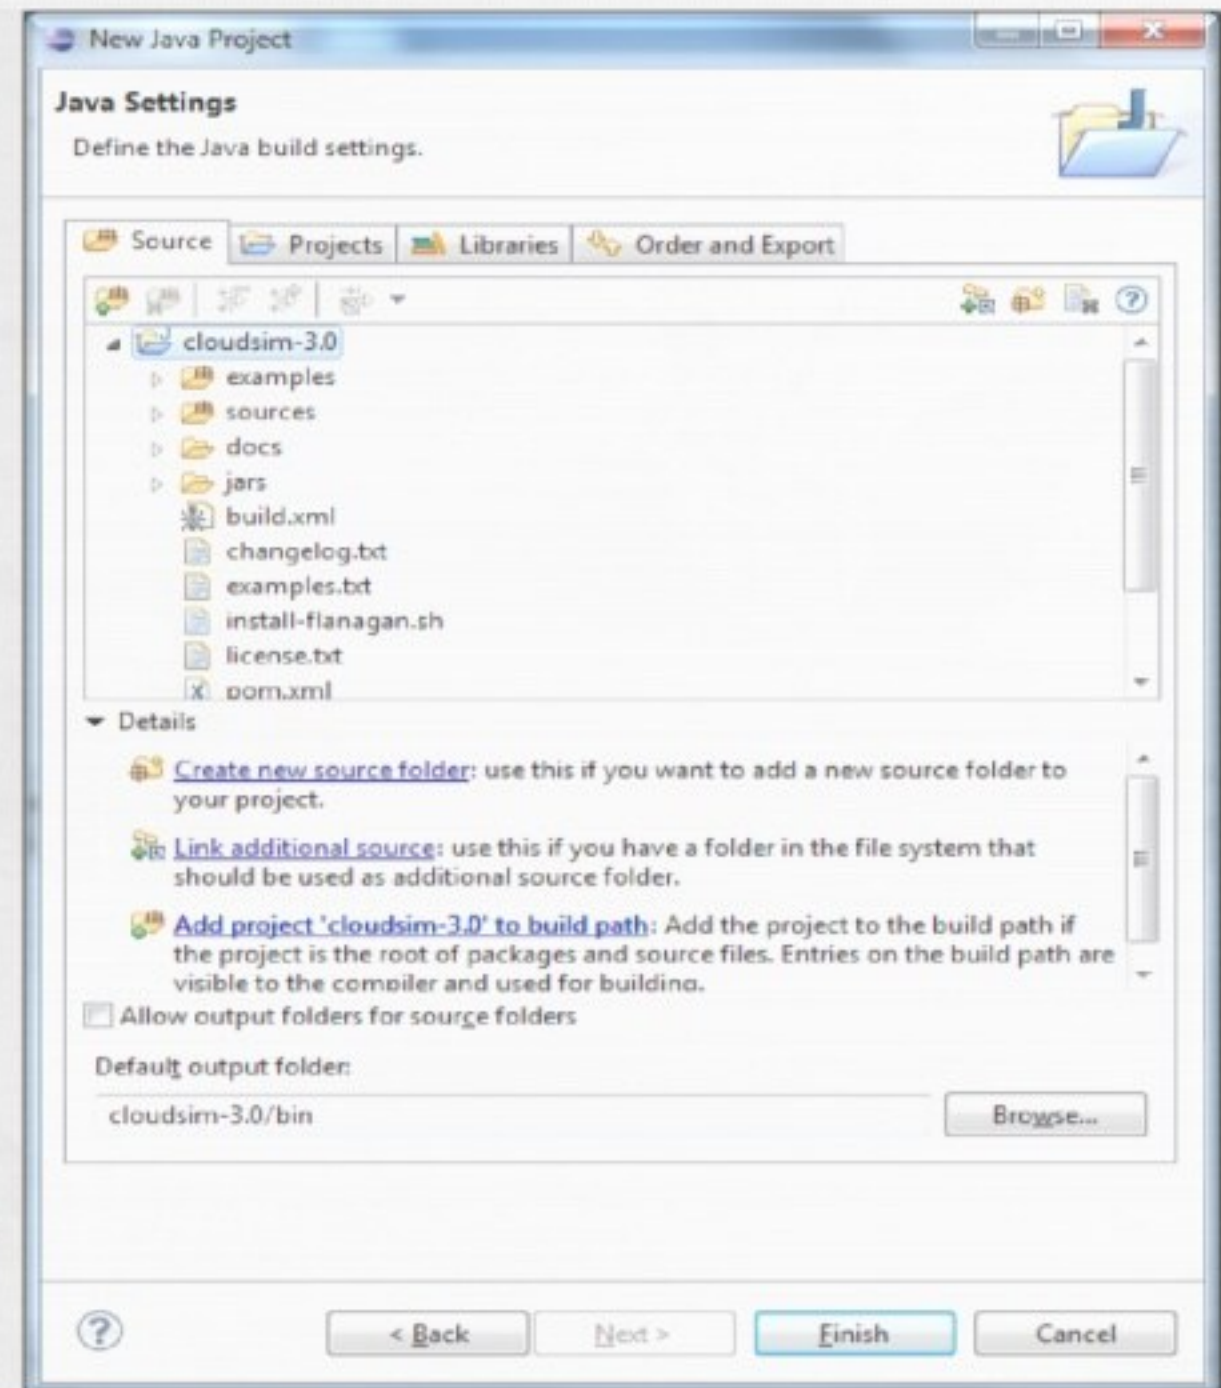 New Java Project
Java Settings
Define the Java build settings.
Source Projects Libraries Order and Export
cloudsim-3.0
examples
sources
docs
jars
build.xml
changelog.txt
examples.txt
install-flanagan.sh
license.txt
pom.xml
Details
Create new source folder: use this if you want to add a new source folder to
your project.
Link additional source: use this if you have a folder in the file system that
should be used as additional source folder.
Add project 'cloudsim-3.0' to build path: Add the project to the build path if
the project is the root of packages and source files. Entries on the build path are
visible to the compiler and used for building.
Allow output folders for source folders
Default output folder:
cloudsim-3.0/bin
Browse...
< Back Next > Finish Cancel